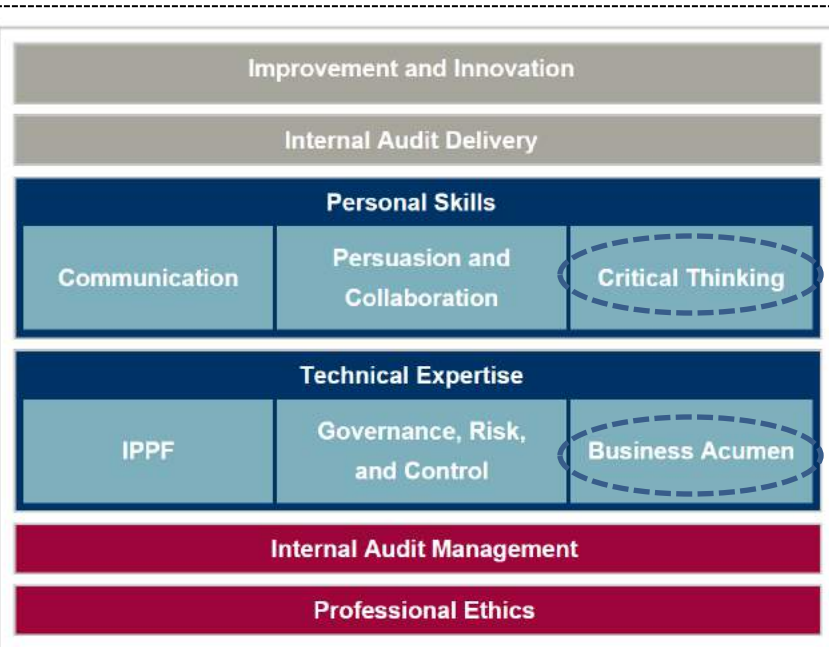 Improvement and Innovation
Internal Audit Delivery
Personal Skills
Communication
Persuasion and
Collaboration
Critical Thinking
Technical Expertise
IPPF
Governance, Risk,
and Control
Business Acumen
Internal Audit Management
Professional Ethics